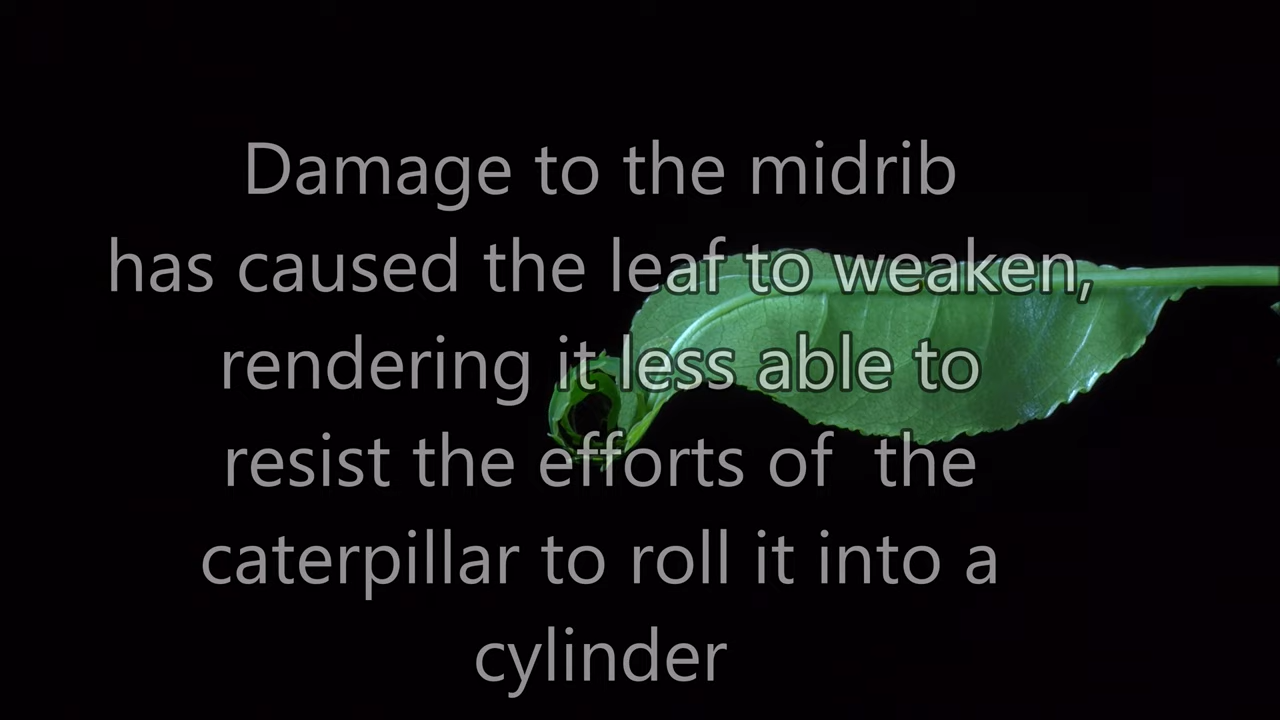 Damage to the midrib
has caused the leaf to weaken,
rendering it less able to
resist the efforts of  the
caterpillar to roll it into a
cylinder